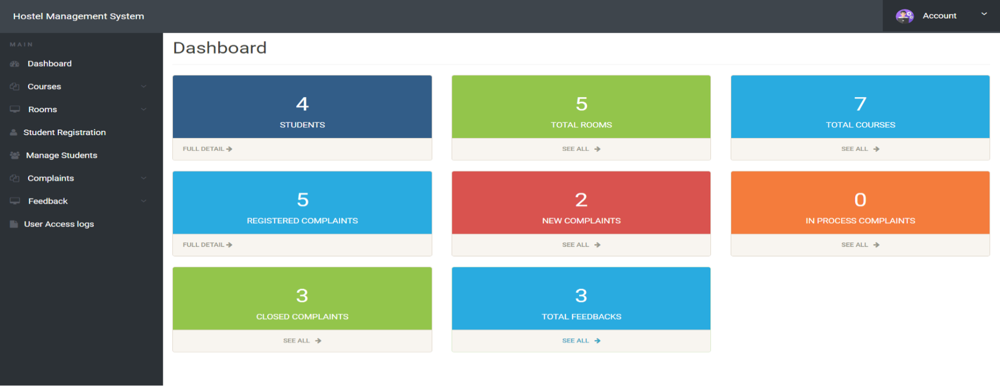 Hostel Management System
Account
MAIN
Dashboard
Courses
Rooms
Student Registration
Manage Students
Complaints
Feedback
User Access logs
Dashboard
4
STUDENTS
FULL DETAIL
5
TOTAL ROOMS
SEE ALL
7
TOTAL COURSES
SEE ALL
5
REGISTERED COMPLAINTS
FULL DETAIL
2
NEW COMPLAINTS
SEE ALL
0
IN PROCESS COMPLAINTS
SEE ALL
3
CLOSED COMPLAINTS
SEE ALL
3
TOTAL FEEDBACKS
SEE ALL